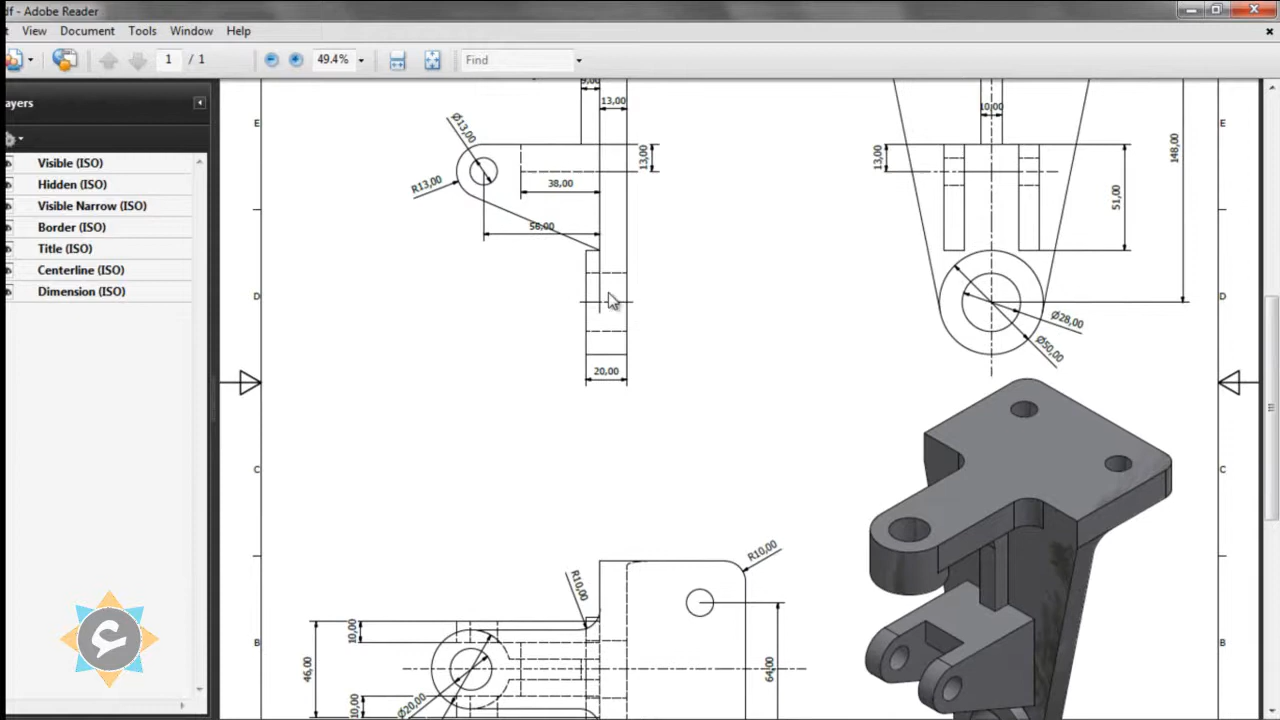 df - Adobe Reader
View Document Tools Window Help
1 / 1 49.4% Find
ayers
Visible (ISO)
Hidden (ISO)
Visible Narrow (ISO)
Border (ISO)
Title (ISO)
Centerline (ISO)
Dimension (ISO)
9,00
13,00
10,00
E
E
Ø13,00
13,00
13,00
148,00
R13,00
38,00
51,00
56,00
D
D
Ø28,00
Ø50,00
20,00
C
C
R10,00
R10,00
10,00
B
B
46,00
64,00
Ø20,00
10,00